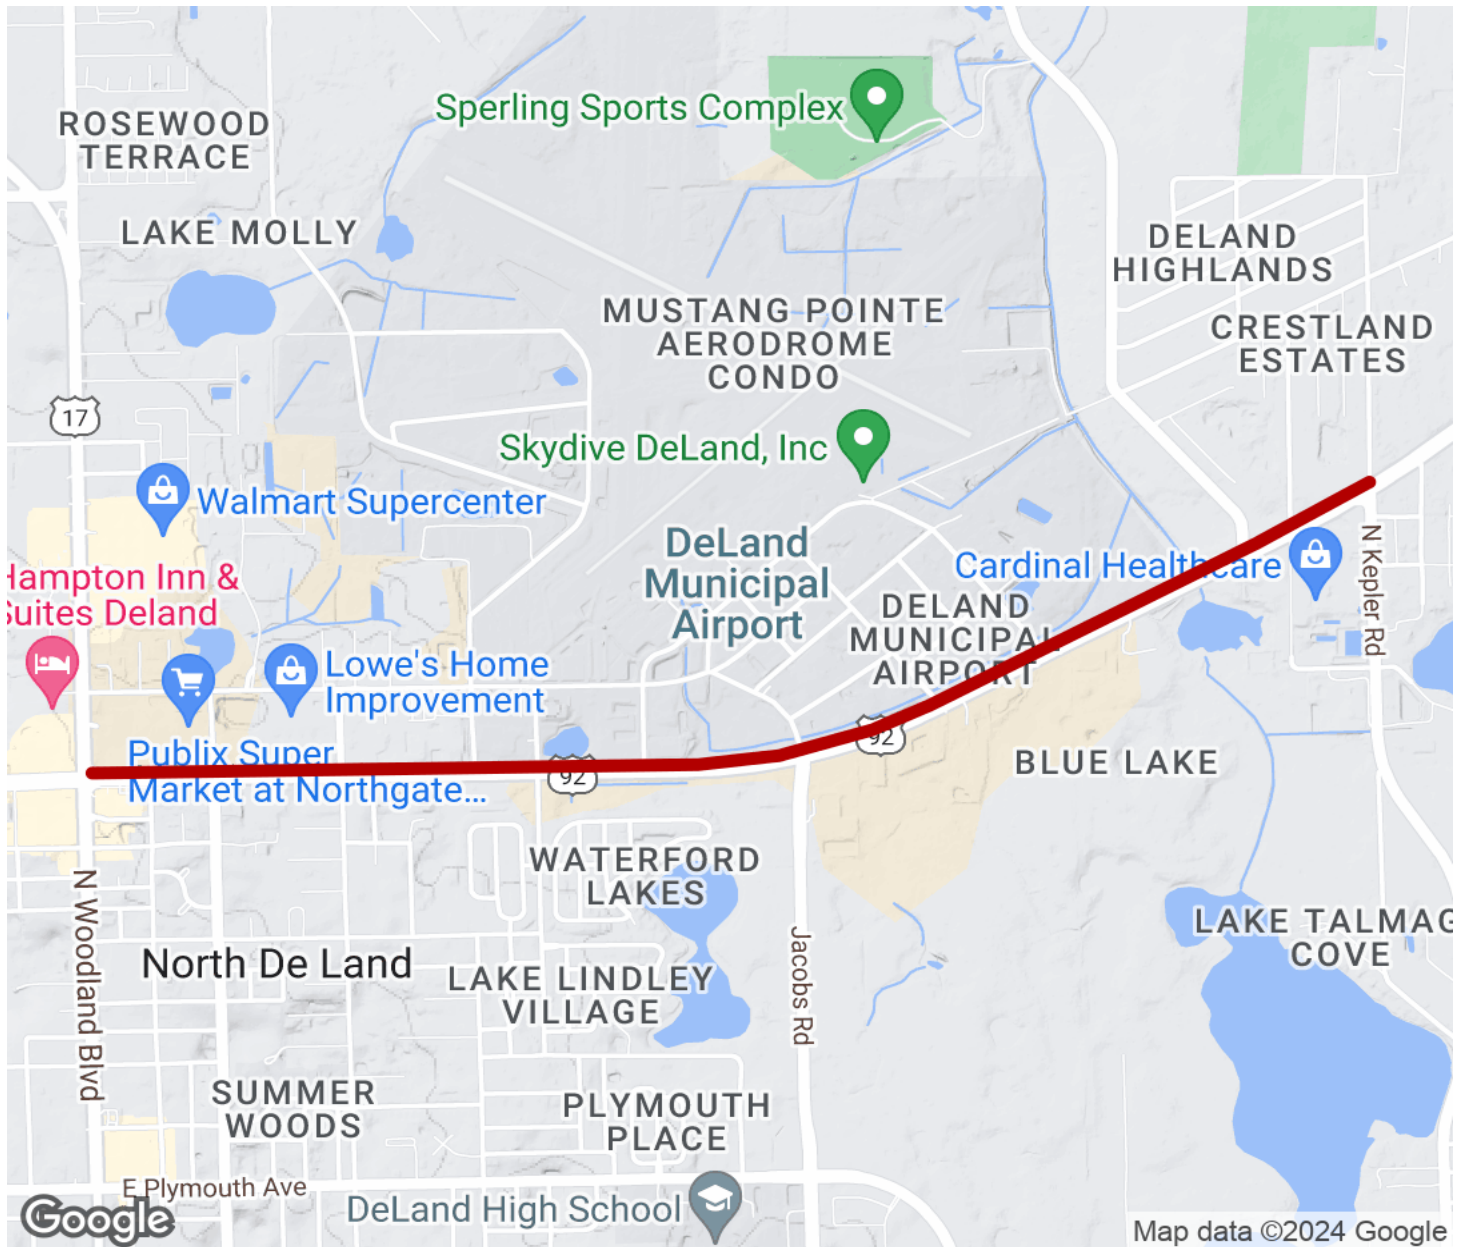 Sperling Sports Complex
ROSEWOOD
TERRACE
LAKE MOLLY
DELAND
HIGHLANDS
MUSTANG POINTE
AERODROME
CONDO
CRESTLAND
ESTATES
17
Skydive DeLand, Inc
Walmart Supercenter
DeLand
Municipal
Airport
Cardinal Healthcare
N Kepler Rd
Hampton Inn &
Suites Deland
DELAND
MUNICIPAL
AIRPORT
Lowe's Home
Improvement
92
Publix Super
Market at Northgate...
92
BLUE LAKE
WATERFORD
LAKES
N Woodland Blvd
Jacobs Rd
LAKE TALMAG
COVE
North De Land
LAKE LINDLEY
VILLAGE
SUMMER
WOODS
PLYMOUTH
PLACE
E Plymouth Ave
DeLand High School
Google
Map data ©2024 Google